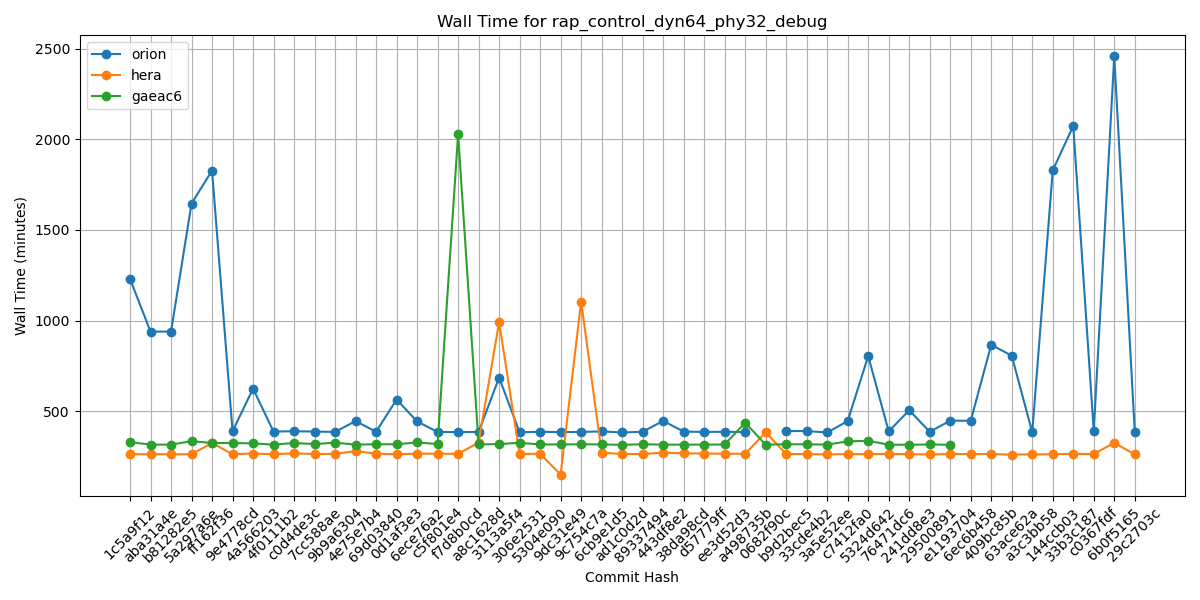 Wall Time for rap_control_dyn64_phy32_debug
orion
hera
gaeac6
Wall Time (minutes)
2500
2000
1500
1000
500
1c5a9f12
aba31a4e
b81282e5
5a297a6e
ff162f36
9e4778cd
4a566203
4f0111b2
c0d4de3c
7cc588ae
9b9a6304
4e75e7b4
69d03840
0d1af3e3
6ece76a2
c5f801e4
f7d8b0cd
a8c1628d
3113a5f4
306e2531
5304e090
9dc31e49
9c754c7a
6cb9e1d5
ad1c0d2d
89337494
443df8e2
38da98cd
d57779ff
ee3d52d3
a498735b
0682f90c
b9d2bec5
33cde4b2
3a5e52ee
c7412fa0
5324d642
76471dc6
241dd8e3
29500891
e1193704
6ec6b458
409bc85b
63ace62a
a3c3bb58
144ccb03
33b3c187
c0367fdf
6b0f5165
29c2703c
Commit Hash